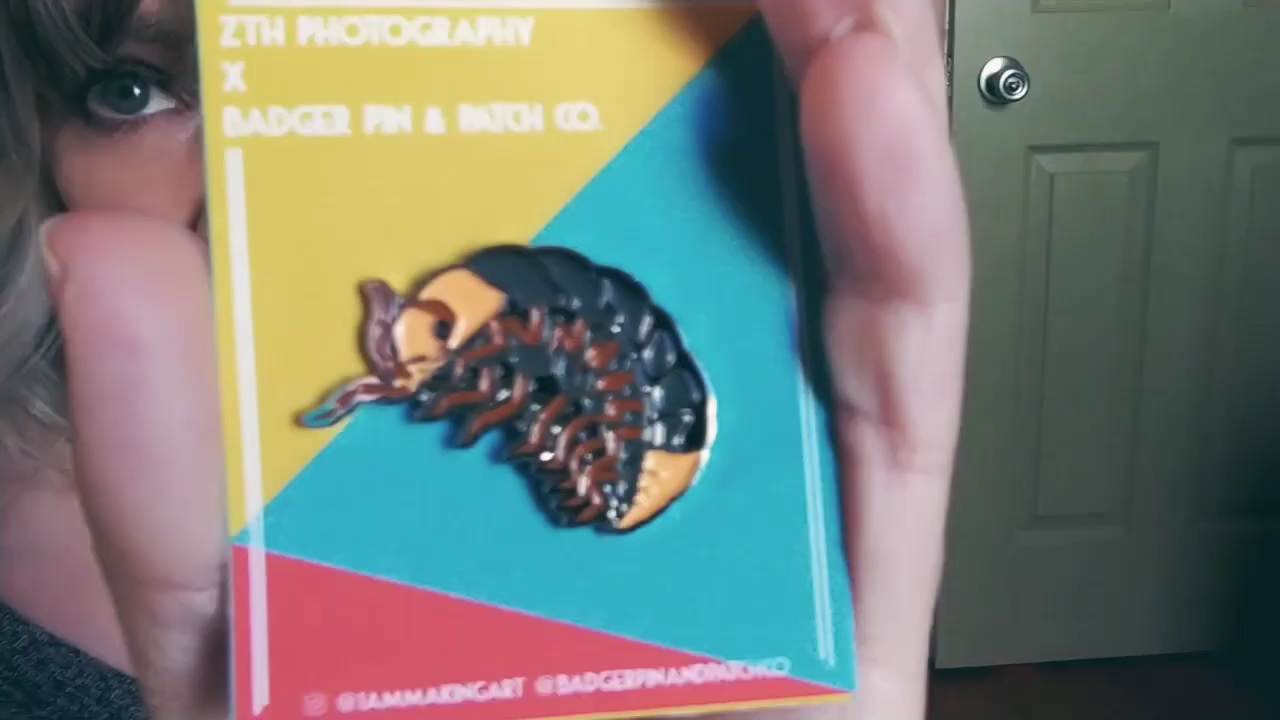 ZTH PHOTOGRAPHY
X
BADGER PIN & PATCH CO.
@IAMMAKINGART @BADGERPINANDPATCHCO